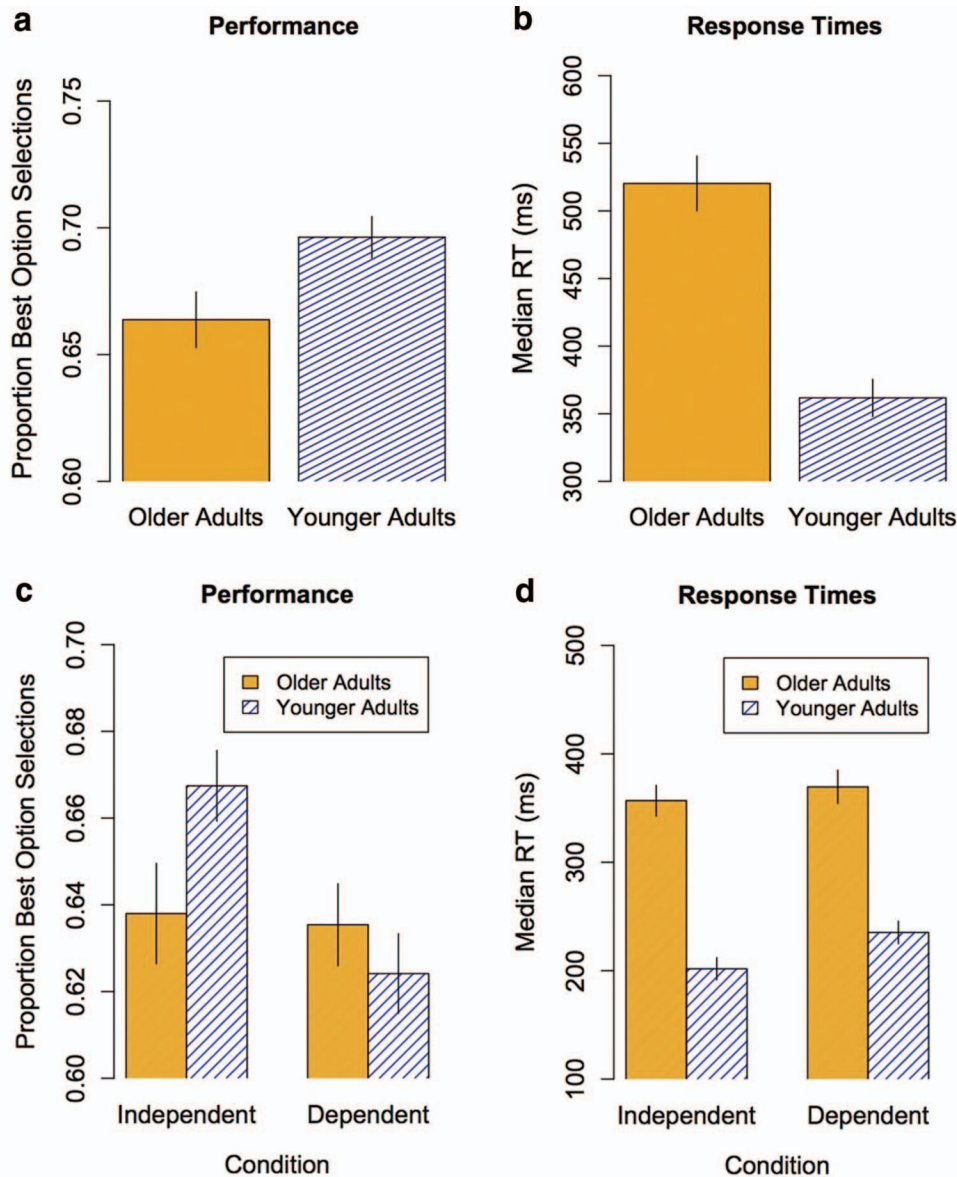 a
Performance
Proportion Best Option Selections
0.75
0.70
0.65
0.60
Older Adults
Younger Adults
b
Response Times
Median RT (ms)
600
550
500
450
400
350
300
Older Adults
Younger Adults
c
Performance
Proportion Best Option Selections
0.70
0.68
0.66
0.64
0.62
0.60
Older Adults
Younger Adults
Independent
Dependent
Condition
d
Response Times
Median RT (ms)
500
400
300
200
100
Older Adults
Younger Adults
Independent
Dependent
Condition